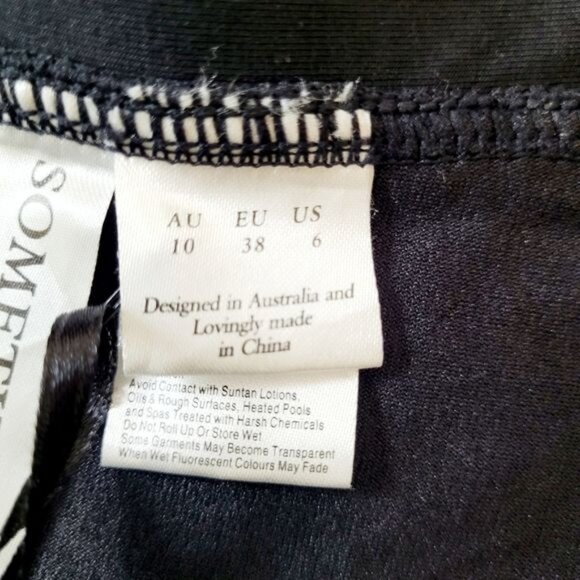 SOMETH
AU EU US
10 38 6
Designed in Australia and
Lovingly made
in China
Avoid Contact with Suntan Lotions,
Oils & Rough Surfaces, Heated Pools
and Spas Treated with Harsh Chemicals
Do Not Roll Up Or Store Wet
Some Garments May Become Transparent
When Wet Fluorescent Colours May Fade